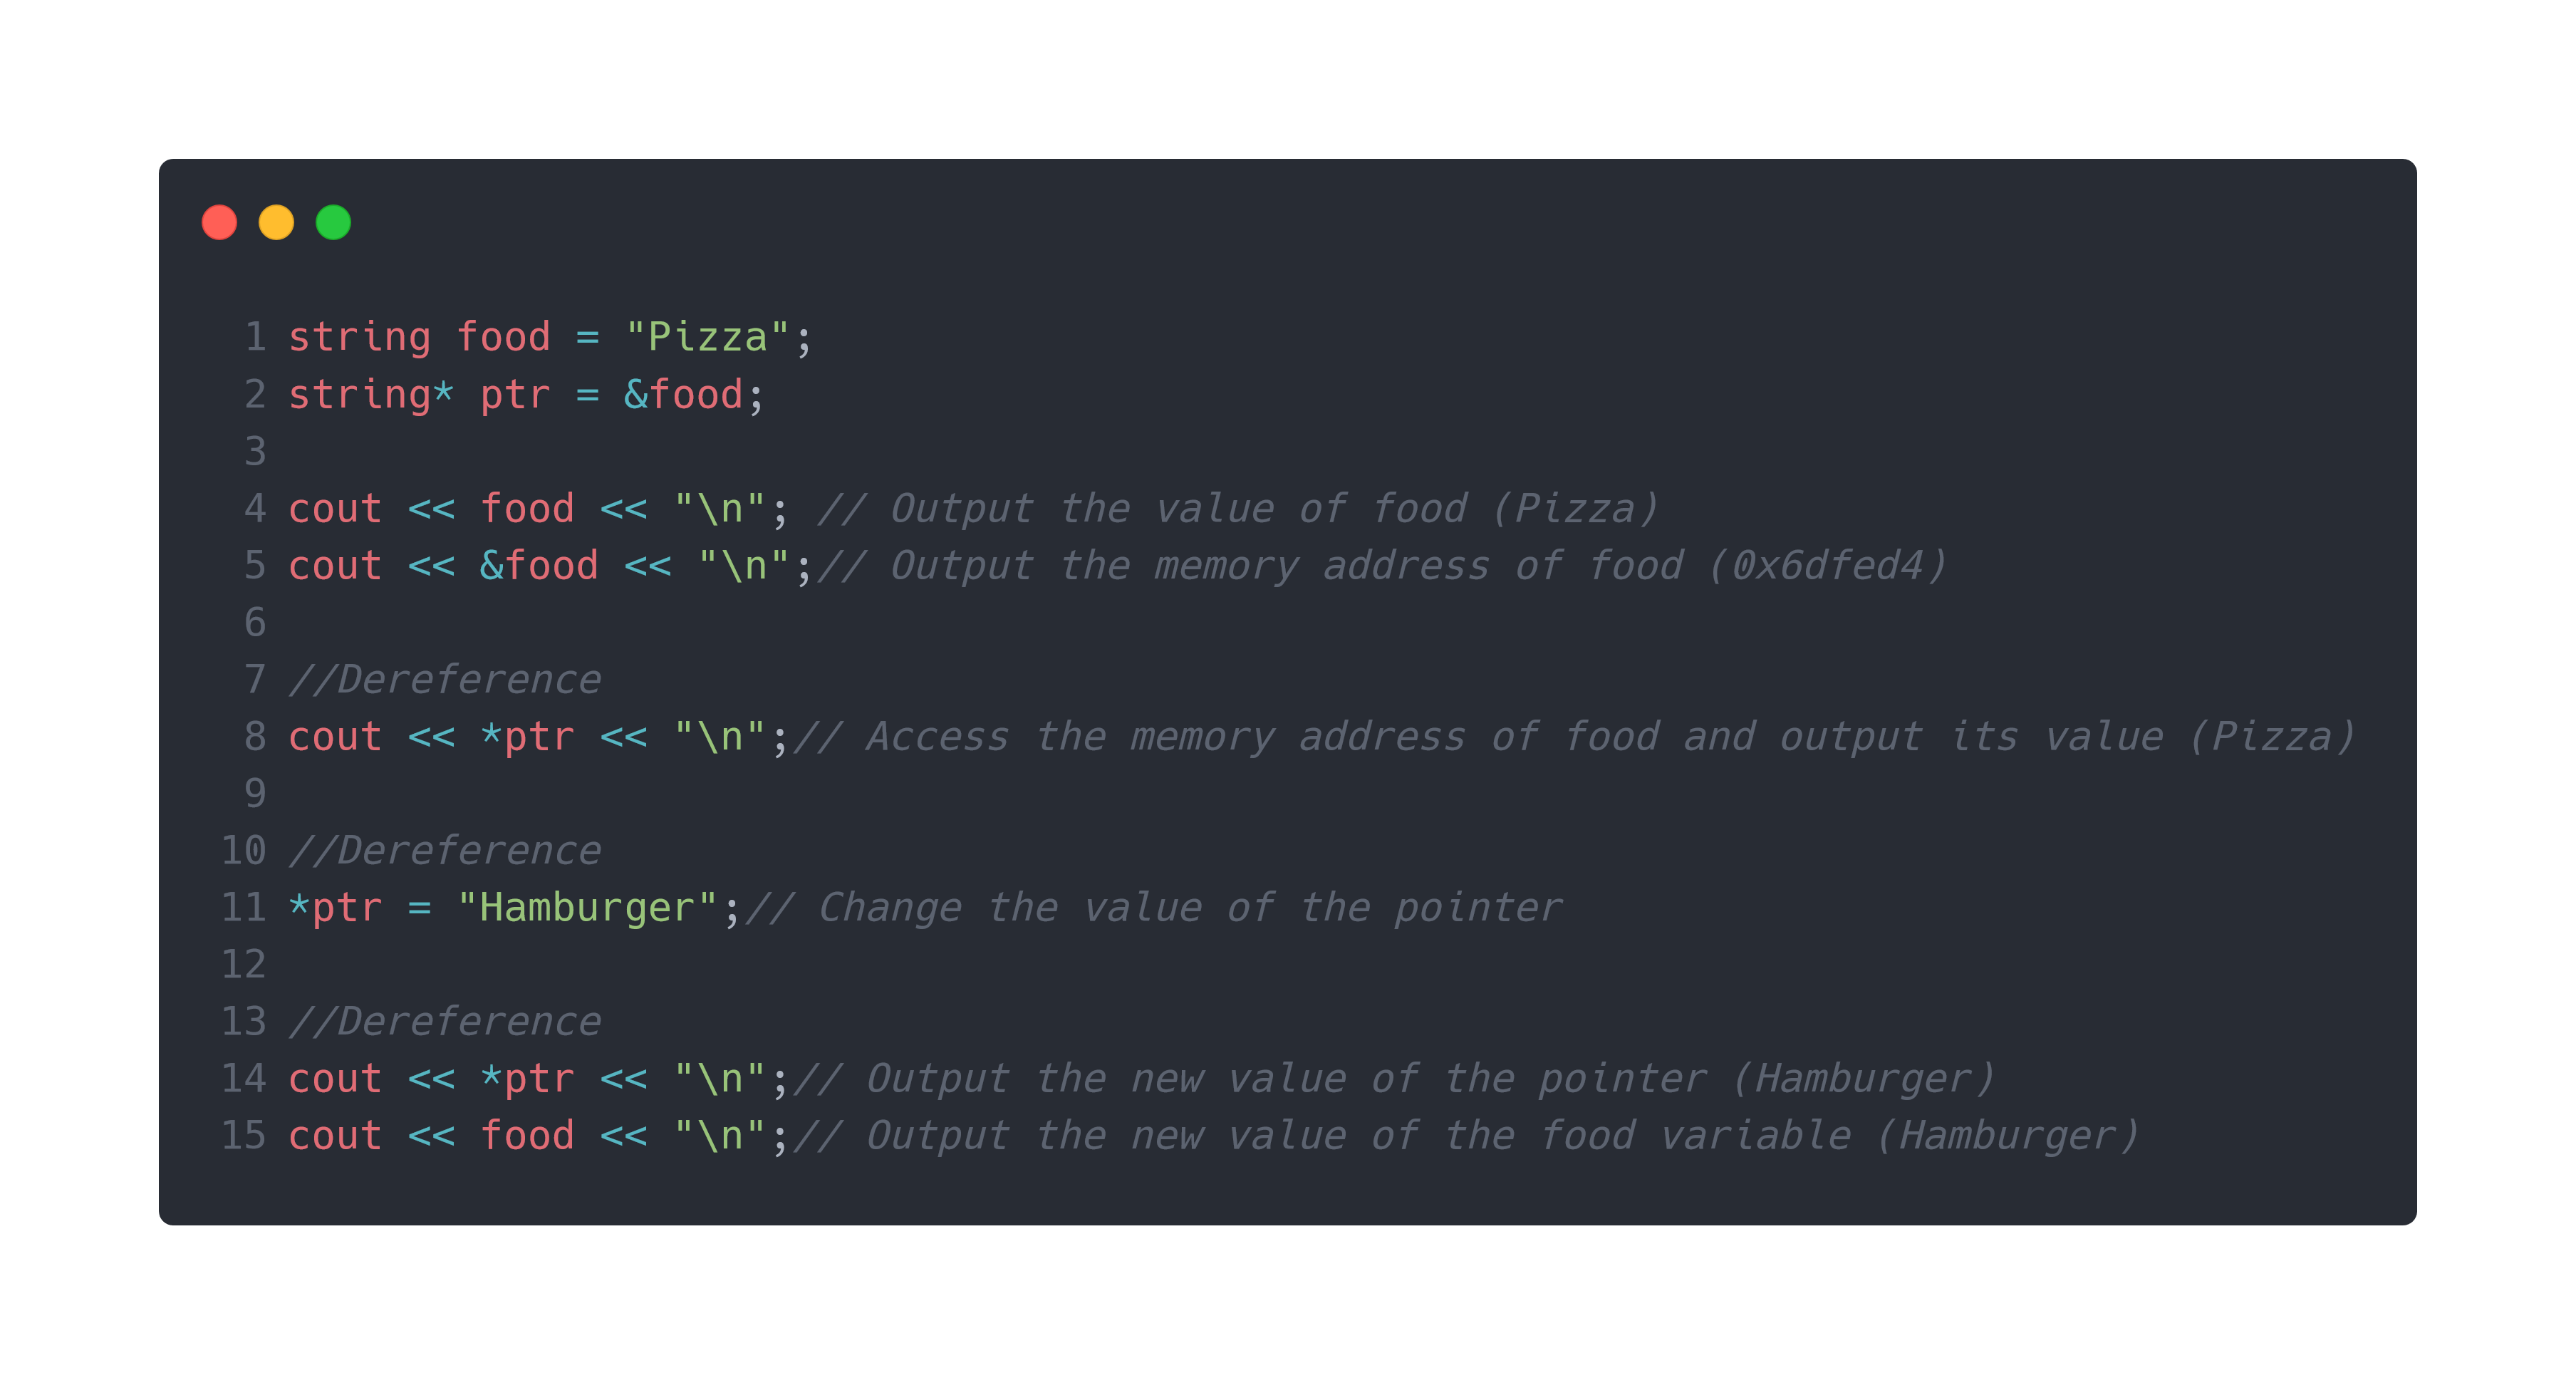 1 string food = "Pizza";
2 string* ptr = &food;
3
4 cout << food << "\n"; // Output the value of food (Pizza)
5 cout << &food << "\n";// Output the memory address of food (0x6dfed4)
6
7 //Dereference
8 cout << *ptr << "\n";// Access the memory address of food and output its value (Pizza)
9
10 //Dereference
11 *ptr = "Hamburger";// Change the value of the pointer
12
13 //Dereference
14 cout << *ptr << "\n";// Output the new value of the pointer (Hamburger)
15 cout << food << "\n";// Output the new value of the food variable (Hamburger)